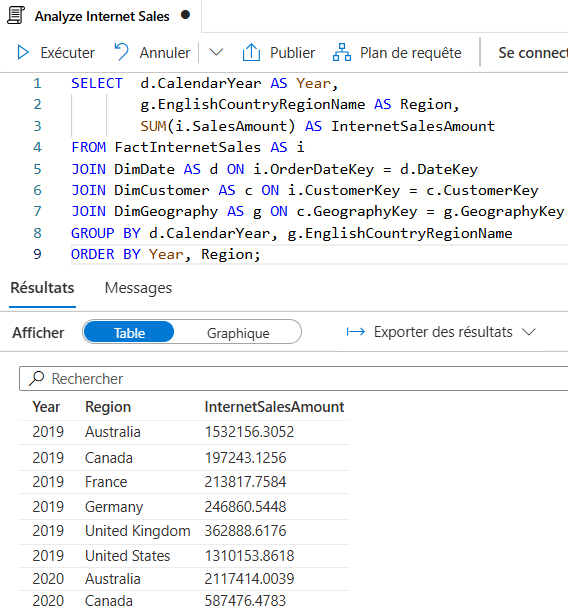 Analyze Internet Sales
Exécuter Annuler Publier Plan de requête Se connect
1 SELECT d.CalendarYear AS Year,
2 g.EnglishCountryRegionName AS Region,
3 SUM(i.SalesAmount) AS InternetSalesAmount
4 FROM FactInternetSales AS i
5 JOIN DimDate AS d ON i.OrderDateKey = d.DateKey
6 JOIN DimCustomer AS c ON i.CustomerKey = c.CustomerKey
7 JOIN DimGeography AS g ON c.GeographyKey = g.GeographyKey
8 GROUP BY d.CalendarYear, g.EnglishCountryRegionName
9 ORDER BY Year, Region;
Résultats Messages
Afficher Table Graphique Exporter des résultats
Rechercher
Year Region InternetSalesAmount
2019 Australia 1532156.3052
2019 Canada 197243.1256
2019 France 213817.7584
2019 Germany 246860.5448
2019 United Kingdom 362888.6176
2019 United States 1310153.8618
2020 Australia 2117414.0039
2020 Canada 587476.4783